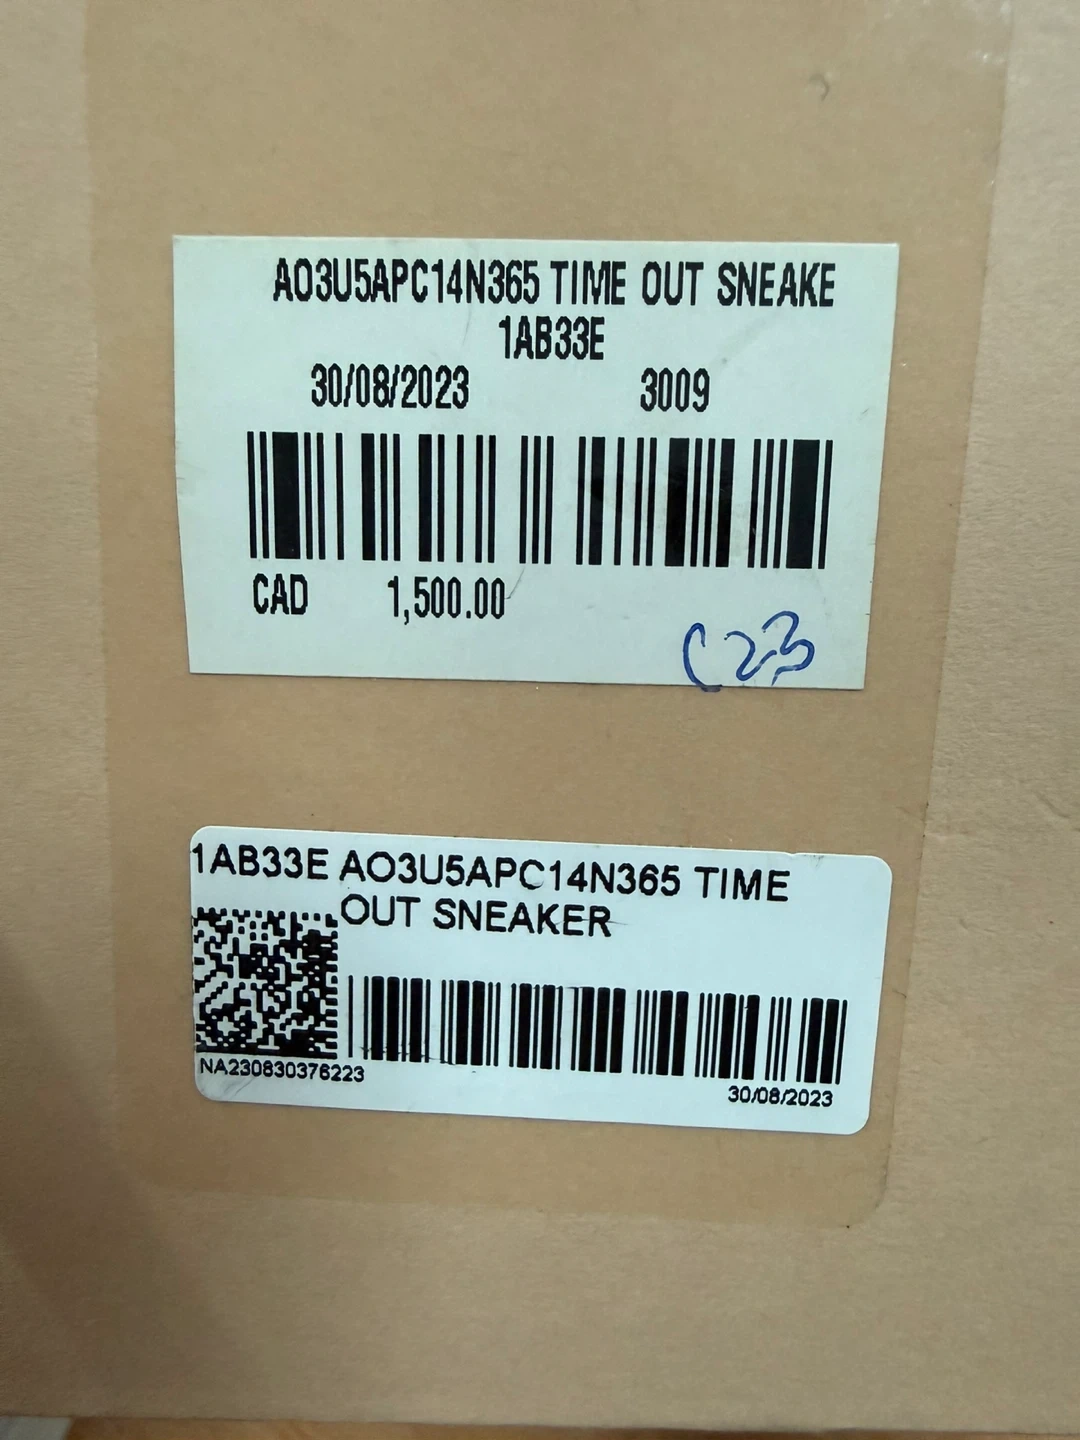 AO3U5APC14N365 TIME OUT SNEAKE
1AB33E
30/08/2023 3009
CAD 1,500.00
C23
1AB33E AO3U5APC14N365 TIME
OUT SNEAKER
NA230830376223
30/08/2023